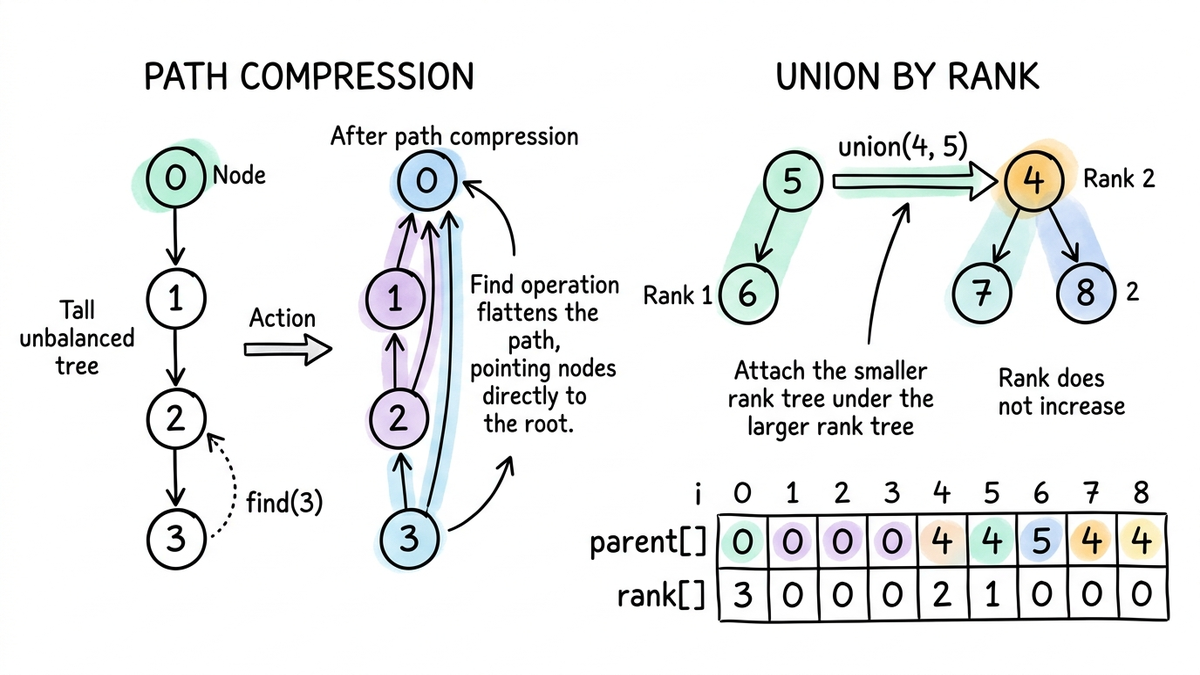 PATH COMPRESSION
0
Node
1
Tall
unbalanced
tree
2
find(3)
3
Action
After path compression
0
1
2
3
Find operation
flattens the
path,
pointing nodes
directly to
the root.
UNION BY RANK
union(4, 5)
5
4
Rank 2
Rank 1
6
7
8
2
Attach the smaller
rank tree under the
larger rank tree
Rank does
not increase
i 0 1 2 3 4 5 6 7 8
parent[] 0 0 0 0 4 4 5 4 4
rank[] 3 0 0 0 2 1 0 0 0